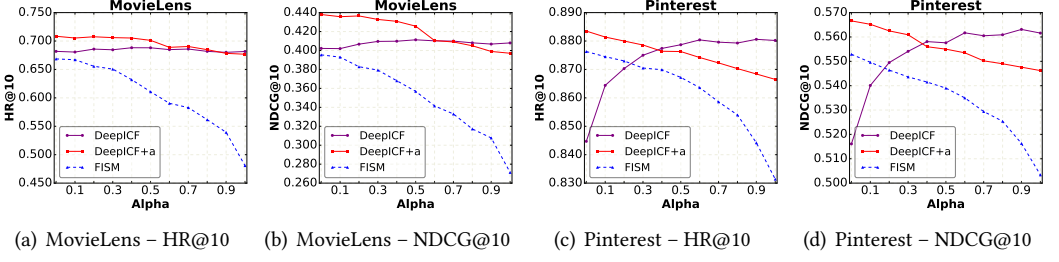 MovieLens
0.750
0.700
0.650
0.600
0.550
0.500
0.450
HR@10
DeepICF
DeepICF+a
FISM
0.1 0.3 0.5 0.7 0.9
Alpha
(a) MovieLens – HR@10
MovieLens
0.440
0.420
0.400
0.380
0.360
0.340
0.320
0.300
0.280
0.260
NDCG@10
DeepICF
DeepICF+a
FISM
0.1 0.3 0.5 0.7 0.9
Alpha
(b) MovieLens – NDCG@10
Pinterest
0.890
0.880
0.870
0.860
0.850
0.840
0.830
HR@10
DeepICF
DeepICF+a
FISM
0.1 0.3 0.5 0.7 0.9
Alpha
(c) Pinterest – HR@10
Pinterest
0.570
0.560
0.550
0.540
0.530
0.520
0.510
0.500
NDCG@10
DeepICF
DeepICF+a
FISM
0.1 0.3 0.5 0.7 0.9
Alpha
(d) Pinterest – NDCG@10